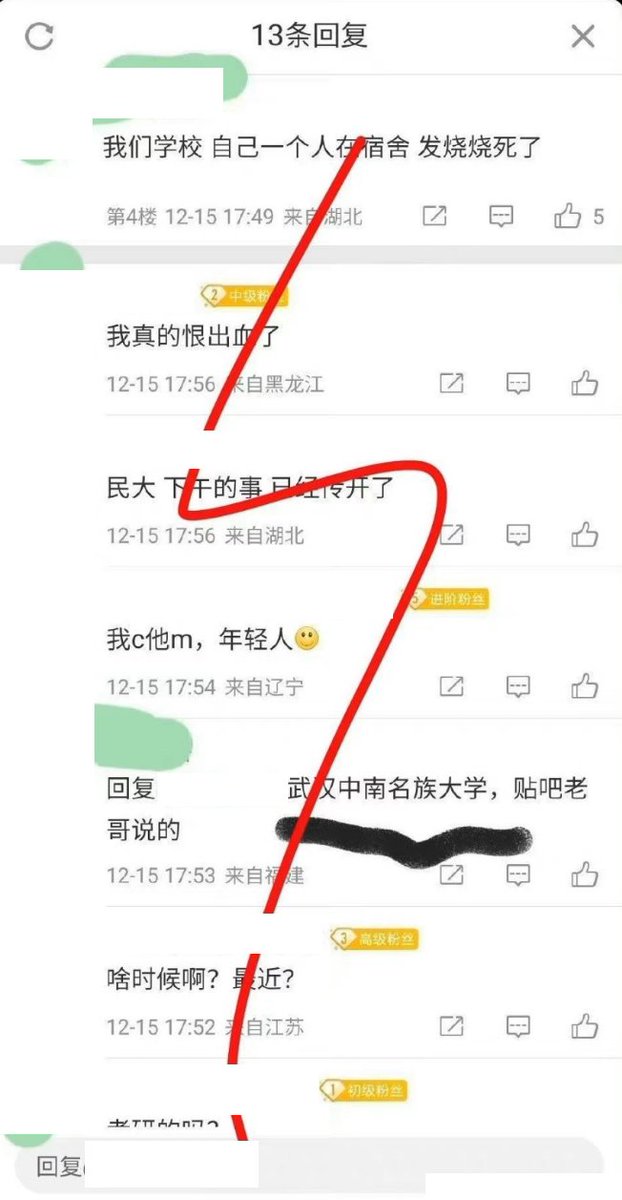 13条回复
我们学校 自己一个人在宿舍 发烧烧死了
第4楼 12-15 17:49 来自湖北 5
2 中级粉丝
我真的恨出血了
12-15 17:56 来自黑龙江
民大 下午的事 已经传开了
12-15 17:56 来自湖北
5 进阶粉丝
我c他m，年轻人
12-15 17:54 来自辽宁
回复 武汉中南名族大学，贴吧老
哥说的
12-15 17:53 来自福建
3 高级粉丝
啥时候啊？最近？
12-15 17:52 来自江苏
1 初级粉丝
考研的吗？
回复